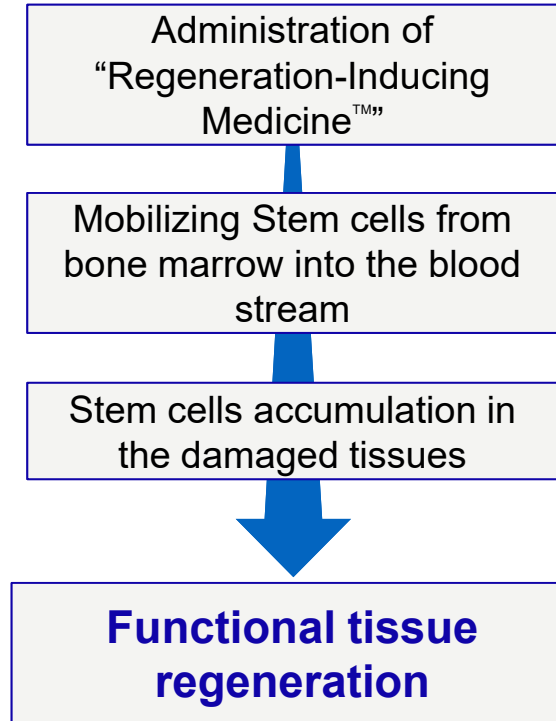 Administration of
“Regeneration-Inducing
Medicine™”
Mobilizing Stem cells from
bone marrow into the blood
stream
Stem cells accumulation in
the damaged tissues
Functional tissue
regeneration